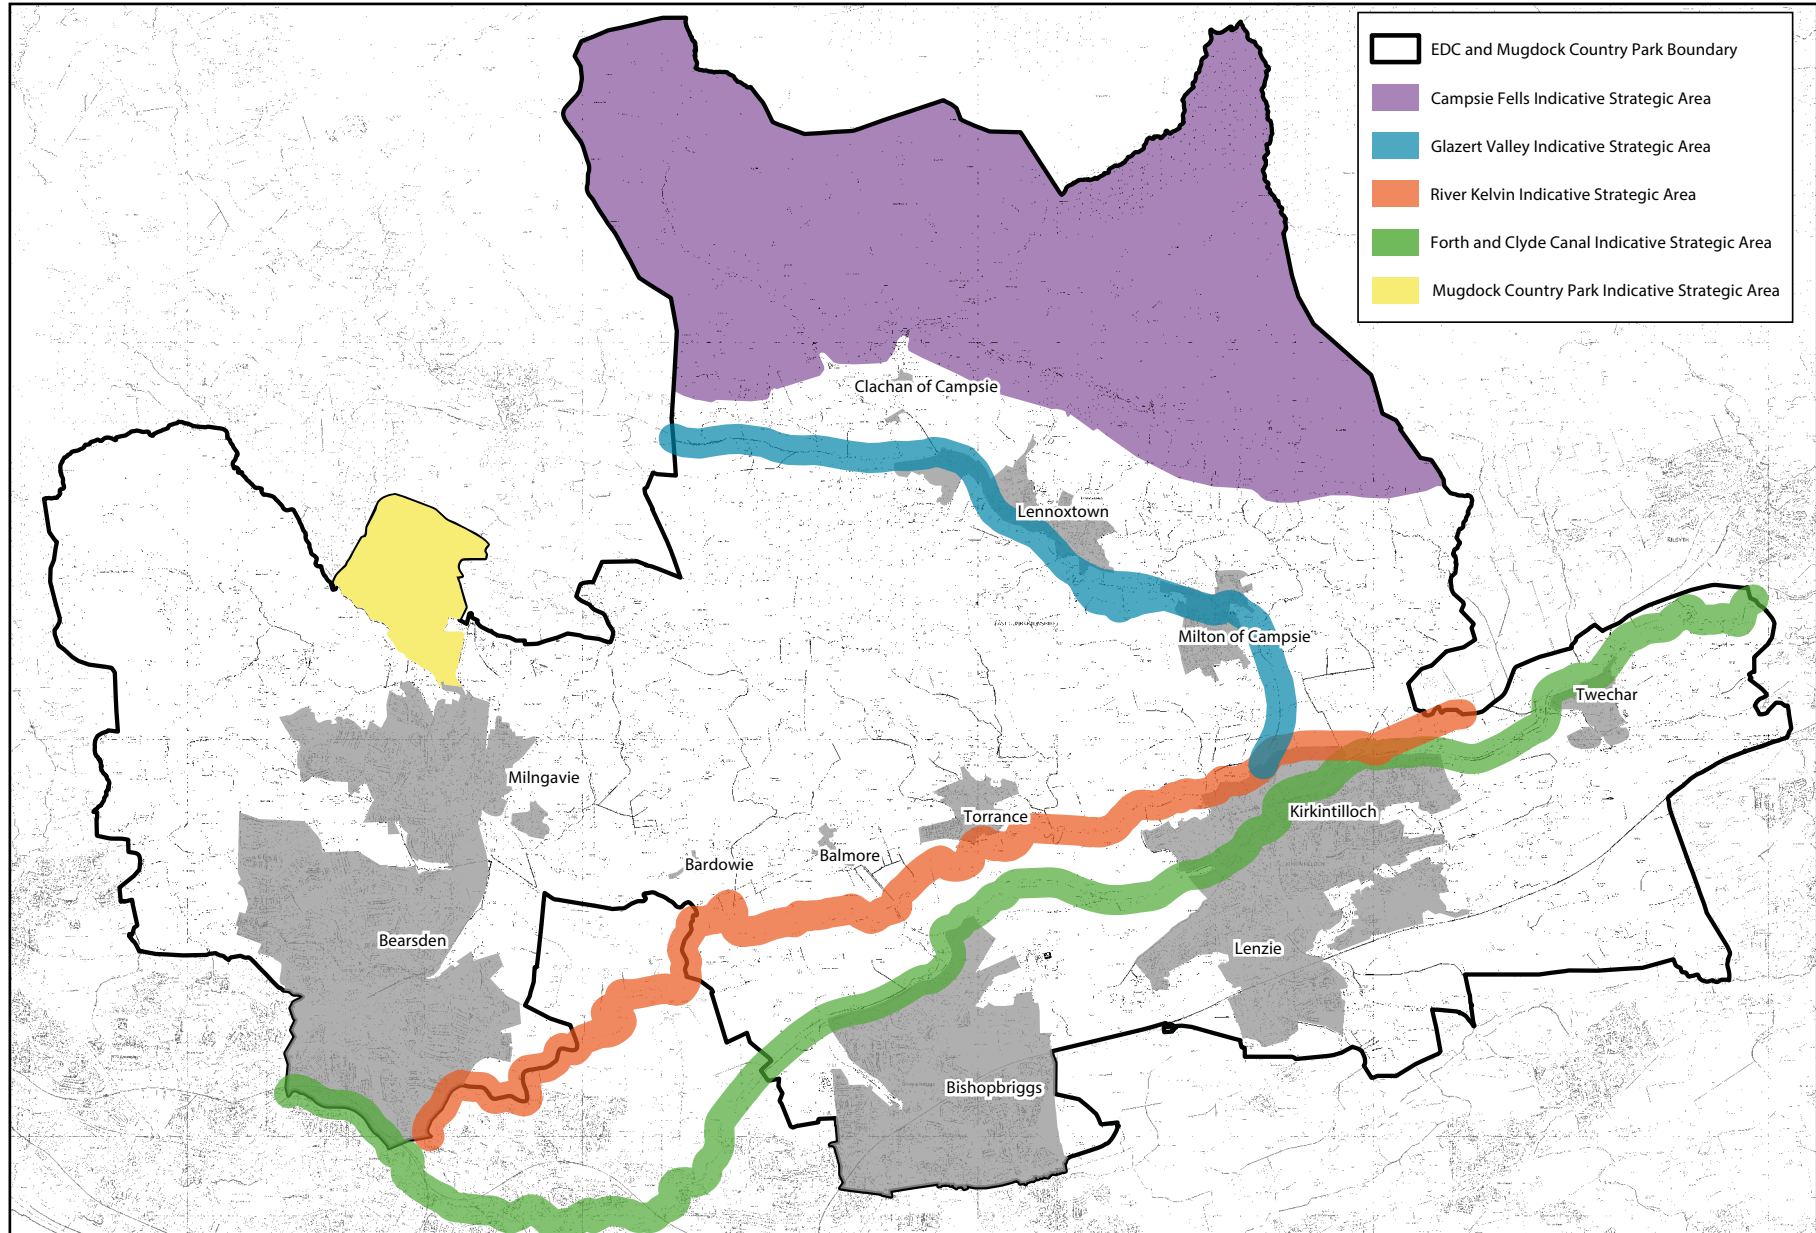 EDC and Mugdock Country Park Boundary
Campsie Fells Indicative Strategic Area
Glazert Valley Indicative Strategic Area
River Kelvin Indicative Strategic Area
Forth and Clyde Canal Indicative Strategic Area
Mugdock Country Park Indicative Strategic Area
Clachan of Campsie
Lennoxtown
KILSYTH
Milton of Campsie
Twechar
Milngavie
Torrance
Kirkintilloch
Balmore
Bardowie
Bearsden
Lenzie
Bishopbriggs